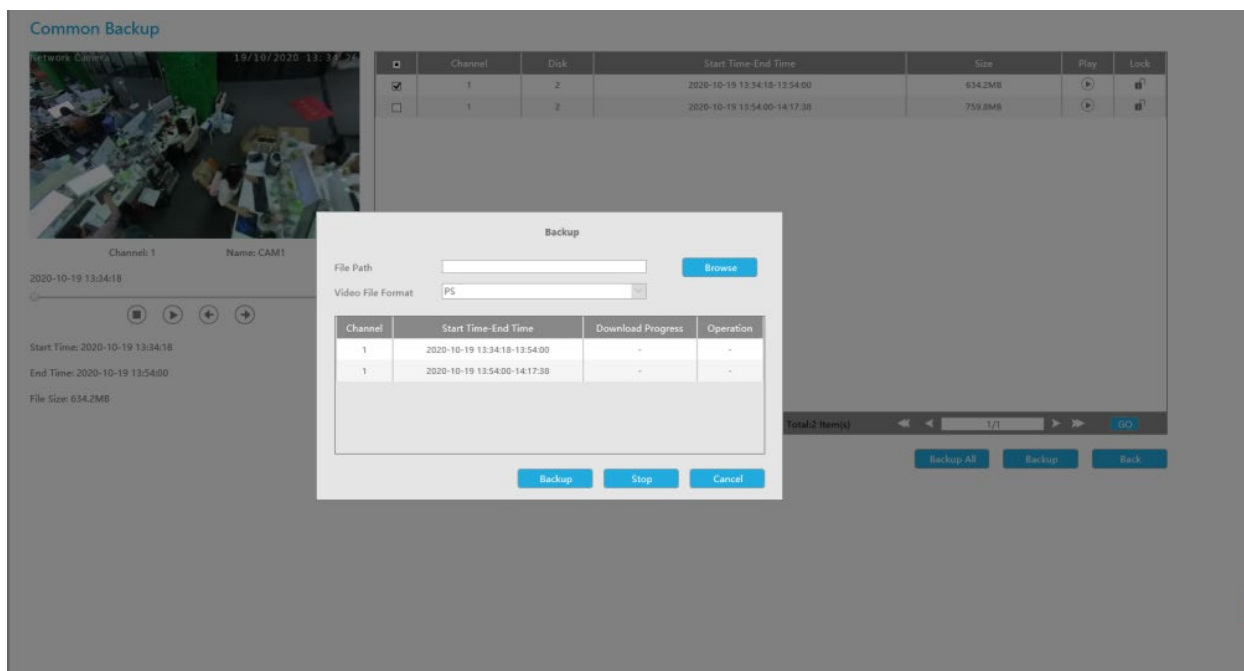 Common Backup
Network Camera 19/10/2020 13:34:26
Channel Disk Start Time-End Time Size Play Lock
1 2 2020-10-19 13:34:18-13:54:00 634.2MB
1 2 2020-10-19 13:54:00-14:17:38 759.8MB
Channel: 1 Name: CAM1
2020-10-19 13:34:18
Start Time: 2020-10-19 13:34:18
End Time: 2020-10-19 13:54:00
File Size: 634.2MB
Backup
File Path Browse
Video File Format PS
Channel Start Time-End Time Download Progress Operation
1 2020-10-19 13:34:18-13:54:00 - -
1 2020-10-19 13:54:00-14:17:38 - -
Backup Stop Cancel
Total:2 Item(s) 1/1 GO
Backup All Backup Back